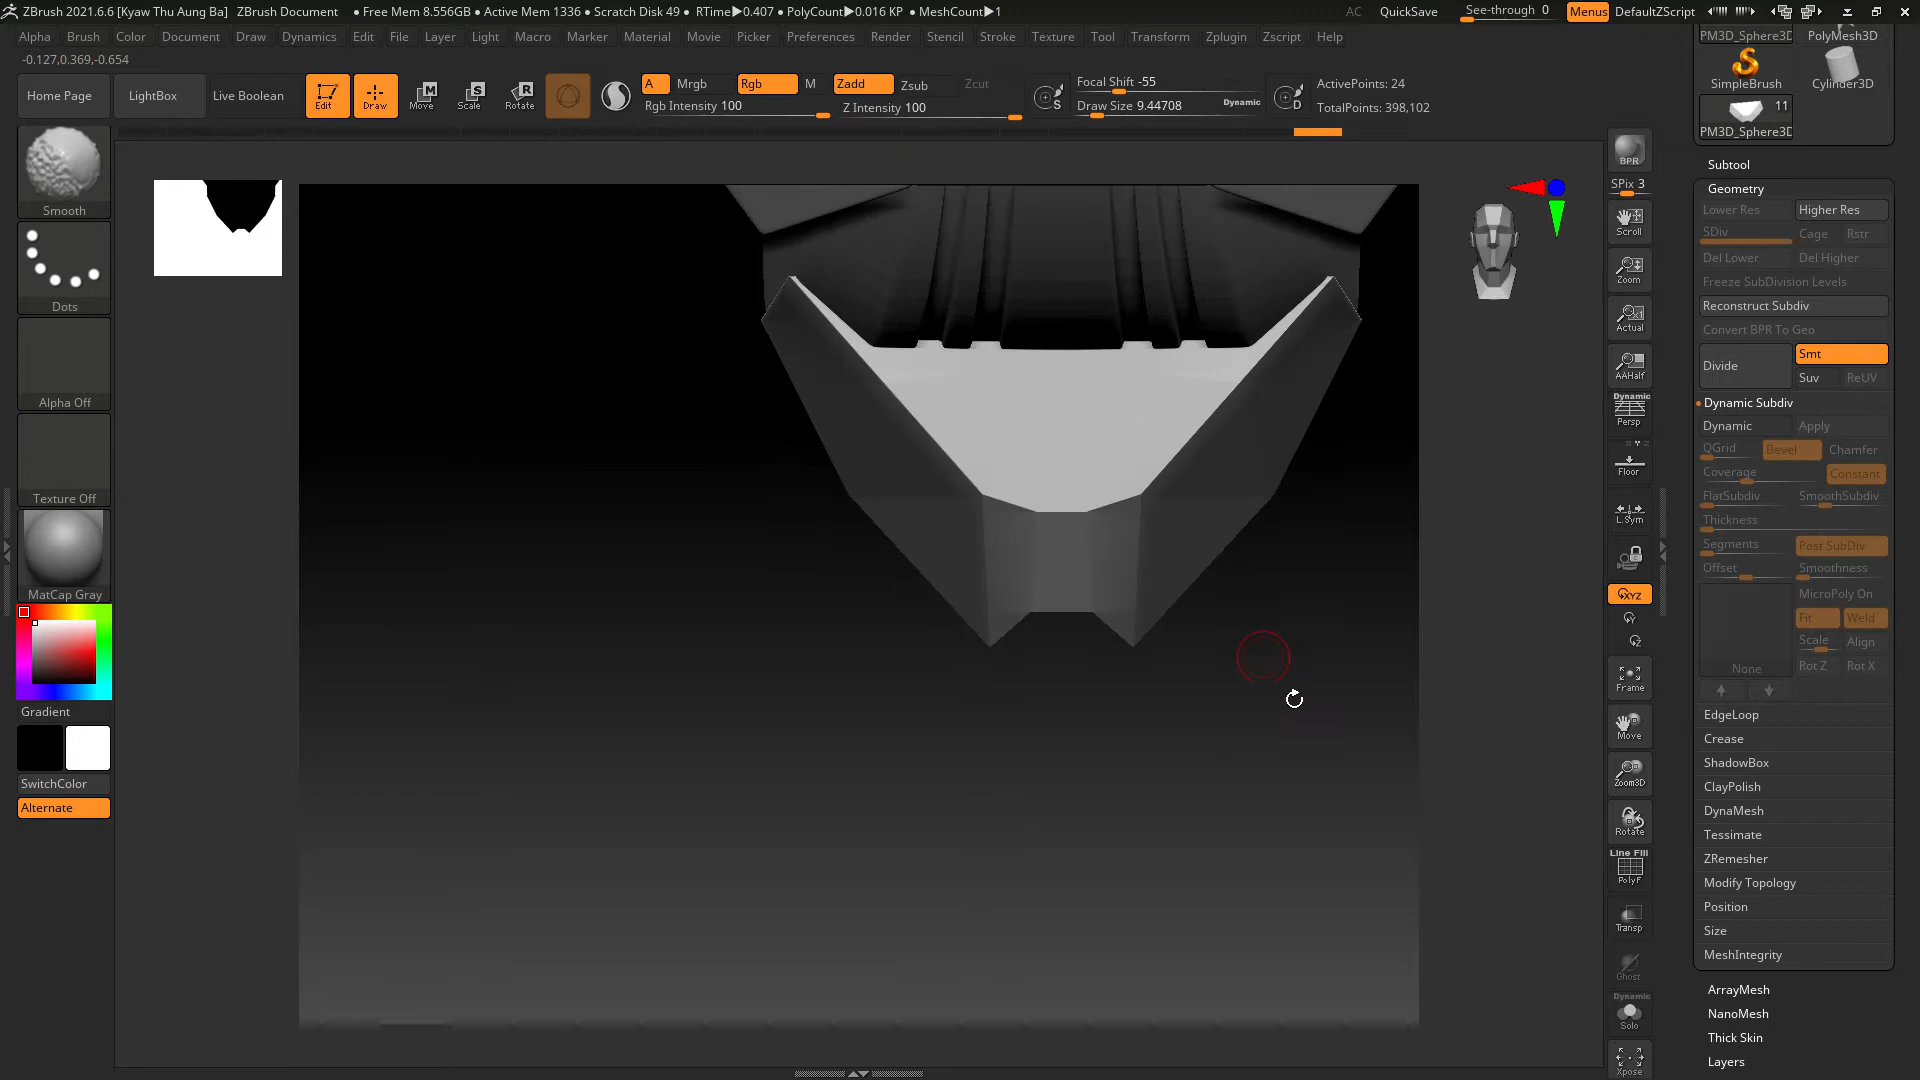 ZBrush 2021.6.6 [Kyaw Thu Aung Ba] ZBrush Document ● Free Mem 8.556GB ● Active Mem 1336 ● Scratch Disk 49 ● RTime▶0.407 ● PolyCount▶0.016 KP ● MeshCount▶1 AC QuickSave See-through 0 Menus DefaultZScript
Alpha Brush Color Document Draw Dynamics Edit File Layer Light Macro Marker Material Movie Picker Preferences Render Stencil Stroke Texture Tool Transform Zplugin Zscript Help
-0.127,0.369,-0.654
Home Page LightBox Live Boolean Edit Draw Move Scale Rotate
A Mrgb Rgb M Zadd Zsub Zcut
Rgb Intensity 100 Z Intensity 100
Focal Shift -55
Draw Size 9.44708 Dynamic
ActivePoints: 24
TotalPoints: 398,102
PM3D_Sphere3D PolyMesh3D
SimpleBrush Cylinder3D
11
PM3D_Sphere3D
Smooth
Dots
Alpha Off
Texture Off
MatCap Gray
Gradient
SwitchColor
Alternate
BPR
SPix 3
Scroll
Zoom
Actual
AAHalf
Dynamic
Persp
Floor
L.Sym
XYZ
Frame
Move
Zoom3D
Rotate
Line Fill
PolyF
Transp
Ghost
Dynamic
Solo
Xpose
Subtool
Geometry
Lower Res Higher Res
SDiv Cage Rstr
Del Lower Del Higher
Freeze SubDivision Levels
Reconstruct Subdiv
Convert BPR To Geo
Divide Smt
Suv ReUV
Dynamic Subdiv
Dynamic Apply
QGrid Bevel Chamfer
Coverage Constant
FlatSubdiv SmoothSubdiv
Thickness
Segments Post SubDiv
Offset Smoothness
MicroPoly On
Fit Weld
Scale Align
None Rot Z Rot X
EdgeLoop
Crease
ShadowBox
ClayPolish
DynaMesh
Tessimate
ZRemesher
Modify Topology
Position
Size
MeshIntegrity
ArrayMesh
NanoMesh
Thick Skin
Layers